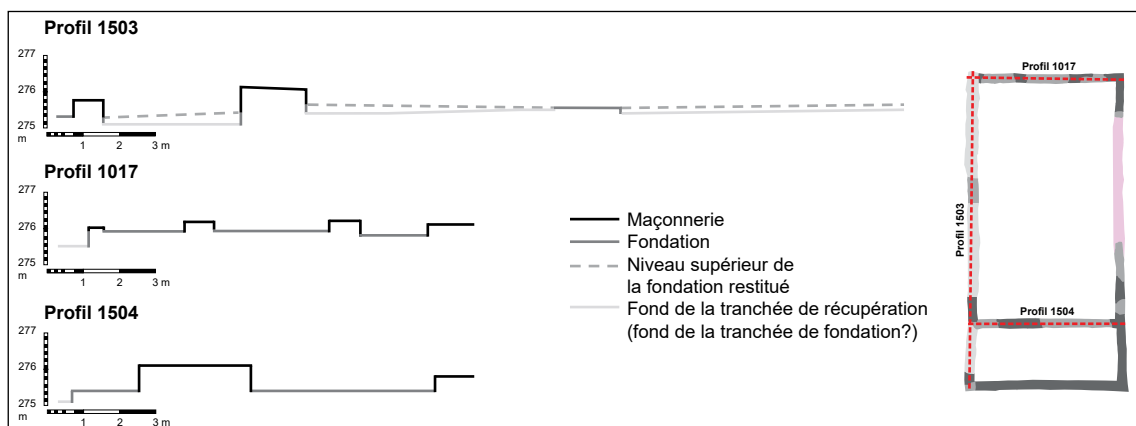 Profil 1503
277
276
275
m
1 2 3 m
Profil 1017
277
276
275
m
1 2 3 m
Profil 1504
277
276
275
m
1 2 3 m
Maçonnerie
Fondation
Niveau supérieur de
la fondation restitué
Fond de la tranchée de récupération
(fond de la tranchée de fondation?)
Profil 1017
Profil 1503
Profil 1504